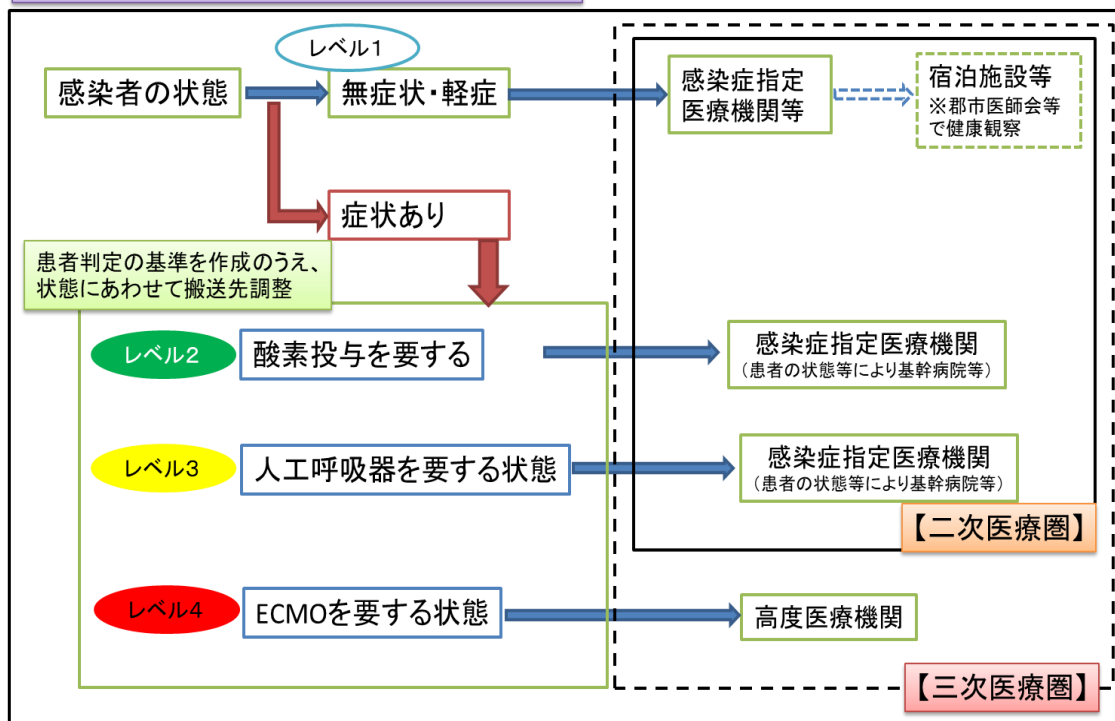 レベル1
感染者の状態
無症状・軽症
感染症指定
医療機関等
宿泊施設等
※郡市医師会等
で健康観察
症状あり
患者判定の基準を作成のうえ、
状態にあわせて搬送先調整
レベル2
酸素投与を要する
感染症指定医療機関
(患者の状態等により基幹病院等)
レベル3
人工呼吸器を要する状態
感染症指定医療機関
(患者の状態等により基幹病院等)
【二次医療圏】
レベル4
ECMOを要する状態
高度医療機関
【三次医療圏】